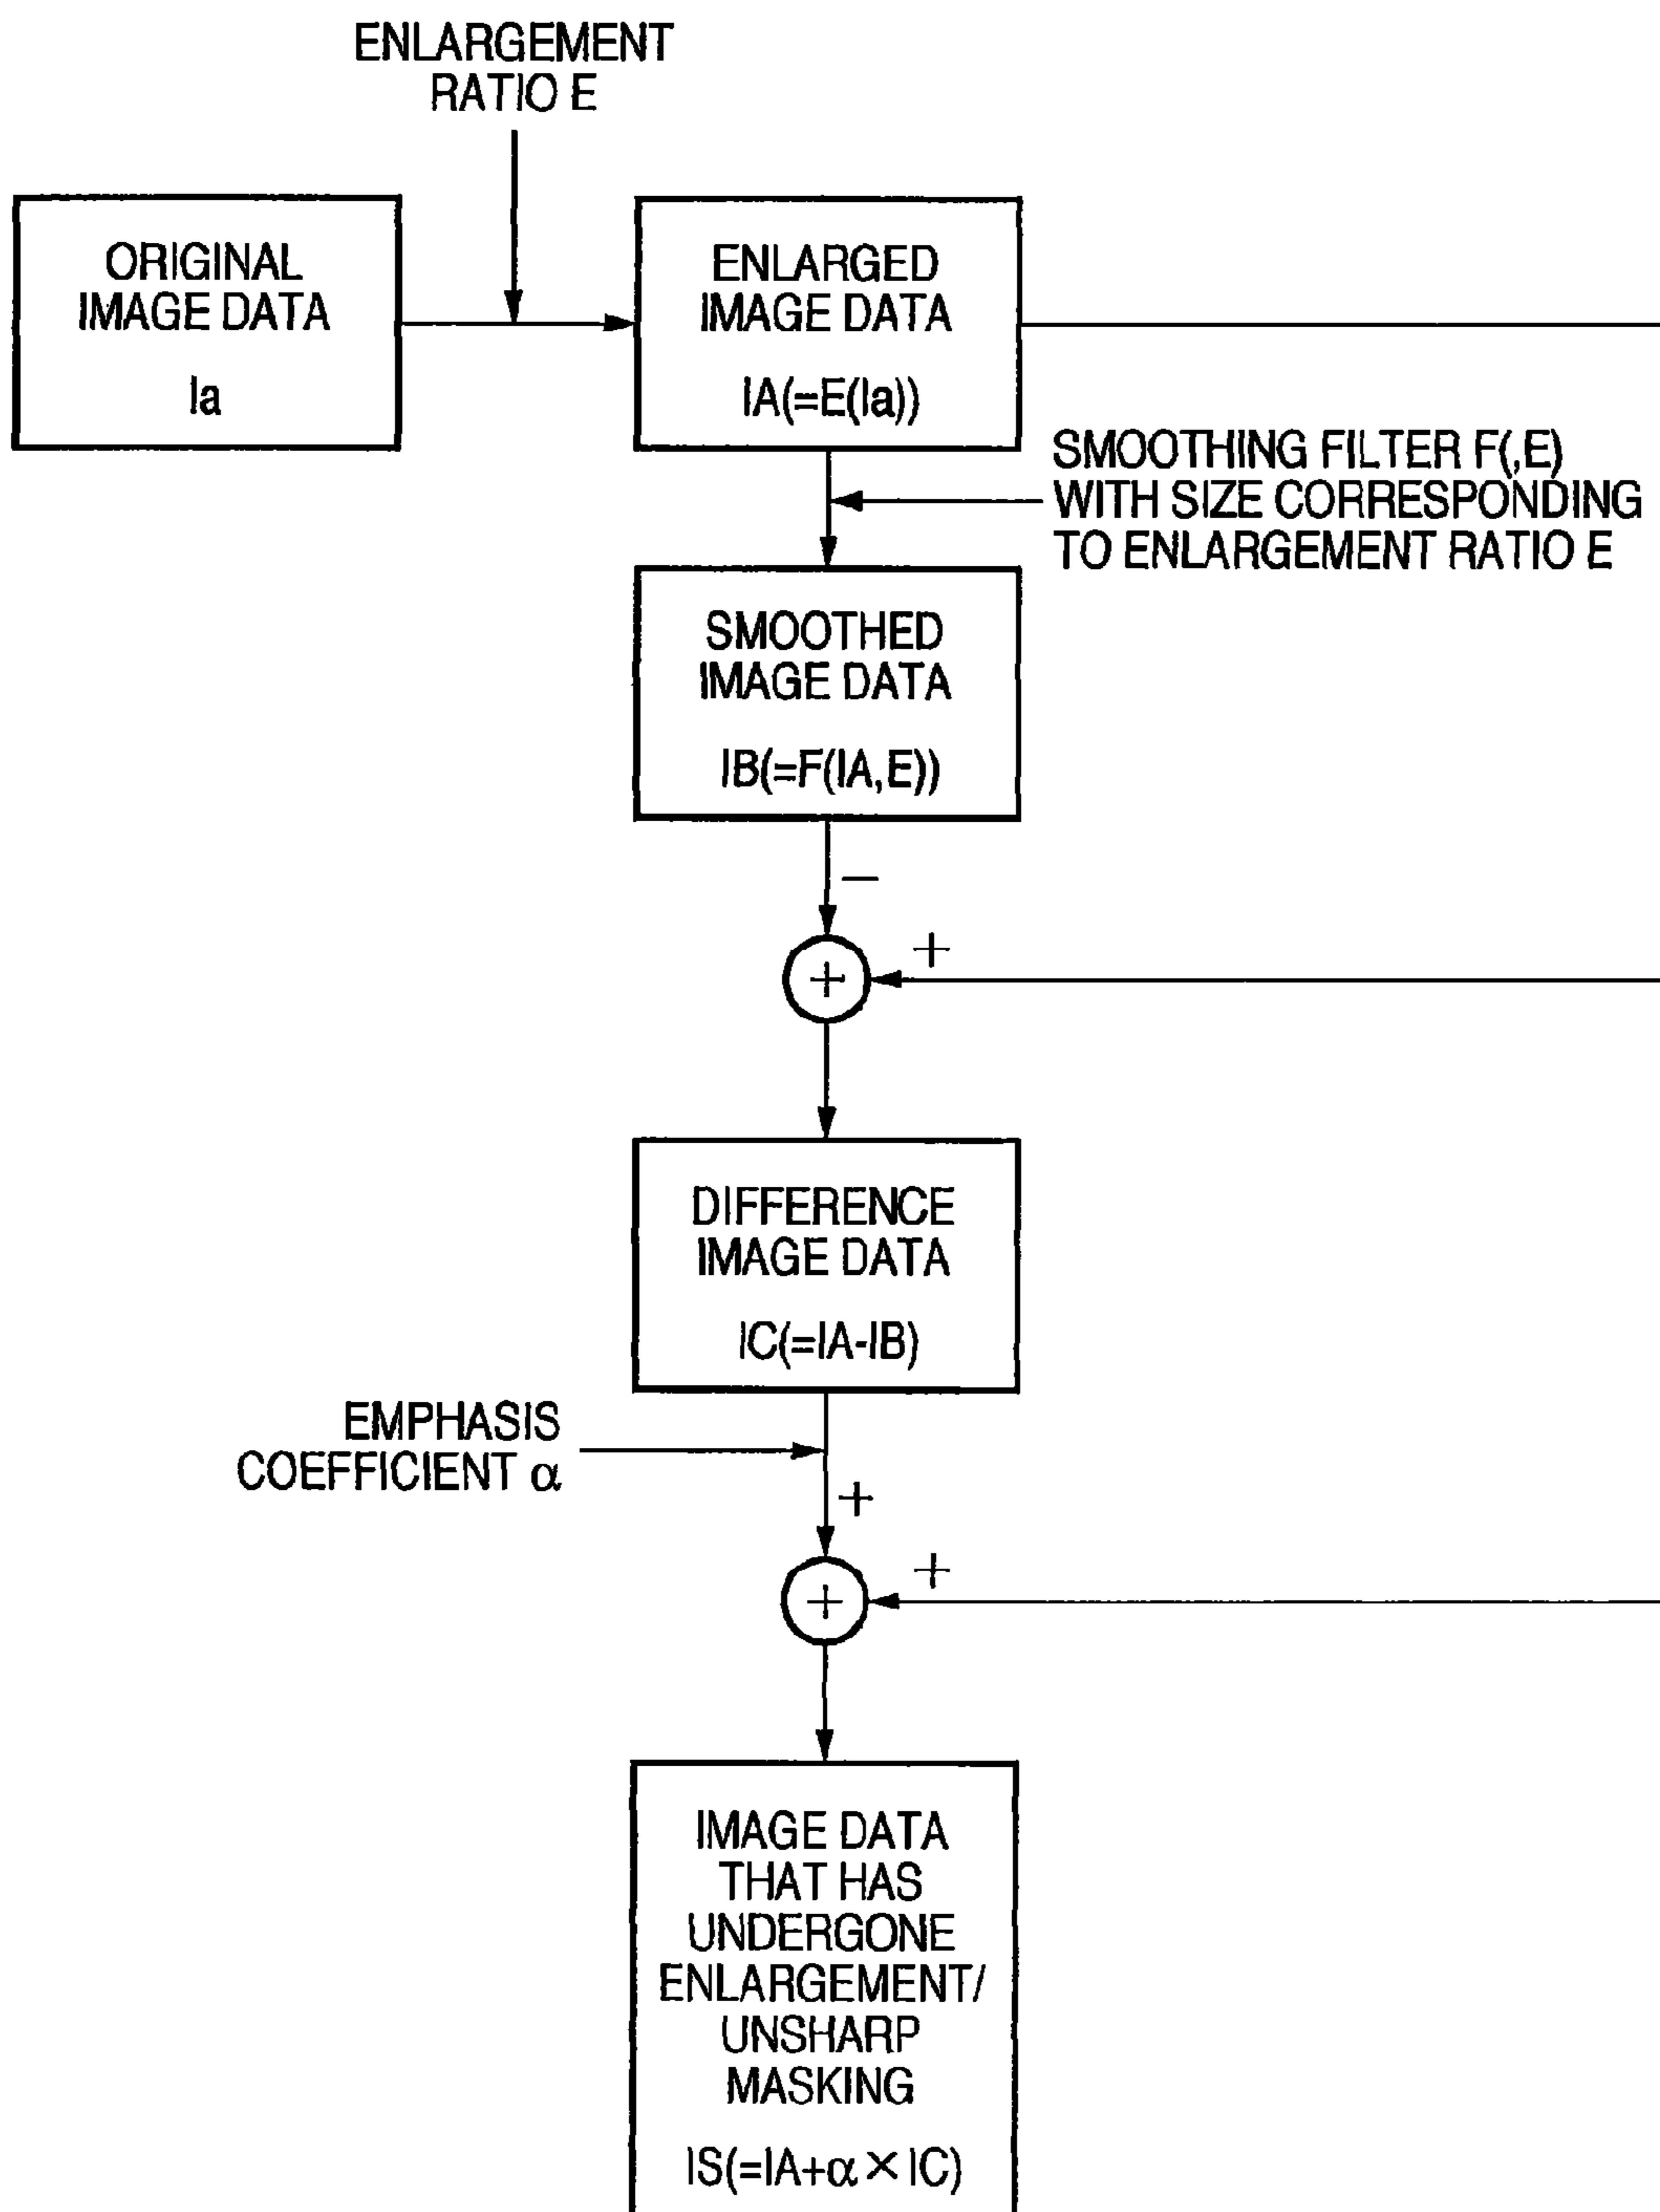 ENLARGEMENT
RATIO E
ORIGINAL
IMAGE DATA
Ia
ENLARGED
IMAGE DATA
IA(=E(Ia))
SMOOTHING FILTER F(,E)
WITH SIZE CORRESPONDING
TO ENLARGEMENT RATIO E
SMOOTHED
IMAGE DATA
IB(=F(IA,E))
−
+
+
DIFFERENCE
IMAGE DATA
IC(=IA-IB)
EMPHASIS
COEFFICIENT α
+
+
+
IMAGE DATA
THAT HAS
UNDERGONE
ENLARGEMENT/
UNSHARP
MASKING
IS(=IA+α×IC)